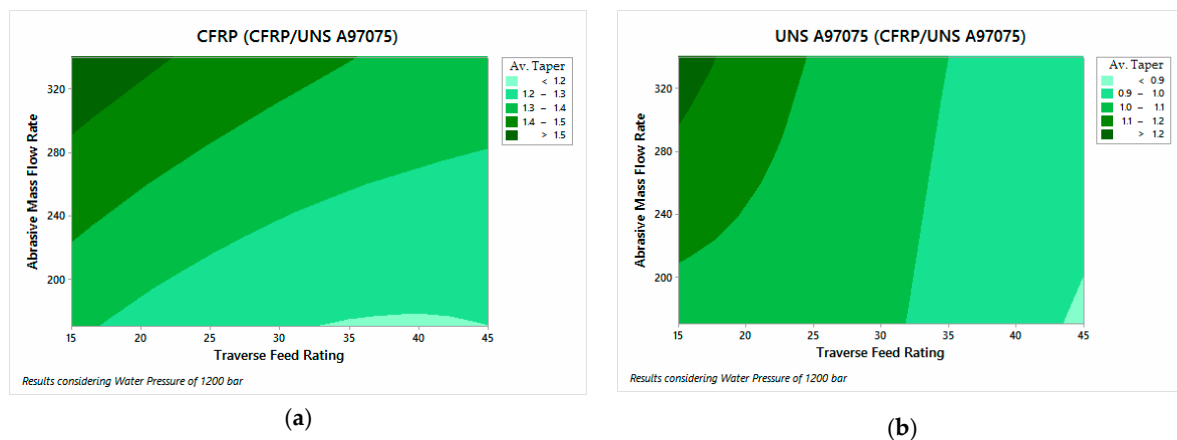 CFRP (CFRP/UNS A97075)
Av. Taper
< 1.2
1.2 – 1.3
1.3 – 1.4
1.4 – 1.5
> 1.5
Abrasive Mass Flow Rate
320
280
240
200
15 20 25 30 35 40 45
Traverse Feed Rating
Results considering Water Pressure of 1200 bar
(a)
UNS A97075 (CFRP/UNS A97075)
Av. Taper
< 0.9
0.9 – 1.0
1.0 – 1.1
1.1 – 1.2
> 1.2
Abrasive Mass Flow Rate
320
280
240
200
15 20 25 30 35 40 45
Traverse Feed Rating
Results considering Water Pressure of 1200 bar
(b)